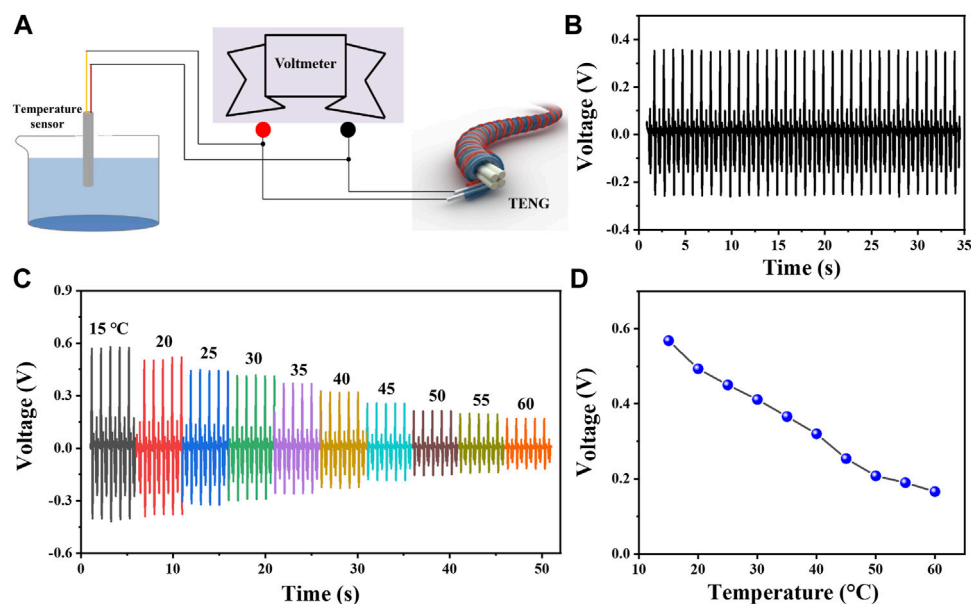 A
Voltmeter
Temperature
sensor
TENG
B
Voltage (V)
0.4
0.2
0.0
-0.2
-0.4
0 5 10 15 20 25 30 35
Time (s)
C
Voltage (V)
0.9
0.6
0.3
0.0
-0.3
-0.6
15 °C
20
25
30
35
40
45
50
55
60
0 10 20 30 40 50
Time (s)
D
Voltage (V)
0.6
0.4
0.2
0.0
10 20 30 40 50 60
Temperature (°C)